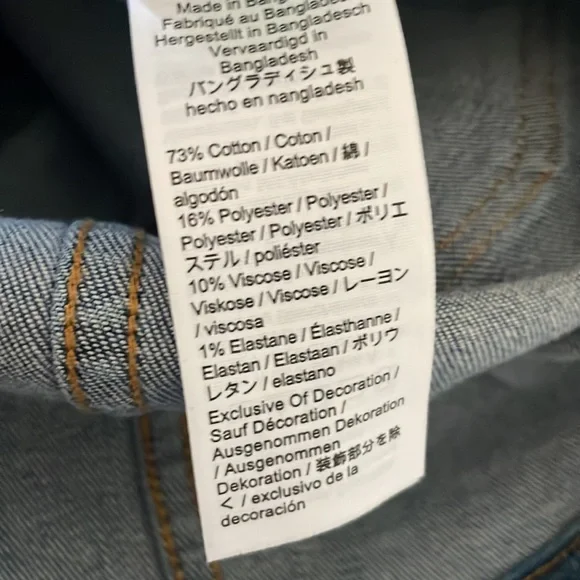 Made in Bangladesh
Fabriqué au Bangladesh
Hergestellt in Bangladesch
Vervaardigd in
Bangladesh
バングラディシュ製
hecho en nangladesh
73% Cotton / Coton /
Baumwolle / Katoen / 綿 /
algodón
16% Polyester / Polyester /
Polyester / Polyester / ポリエ
ステル / poliéster
10% Viscose / Viscose /
Viskose / Viscose / レーヨン
/ viscosa
1% Elastane / Élasthanne /
Elastan / Elastaan / ポリウ
レタン / elastano
Exclusive Of Decoration /
Sauf Décoration /
Ausgenommen Dekoration
/ Ausgenommen
Dekoration / 装飾部分を除
く / exclusivo de la
decoración